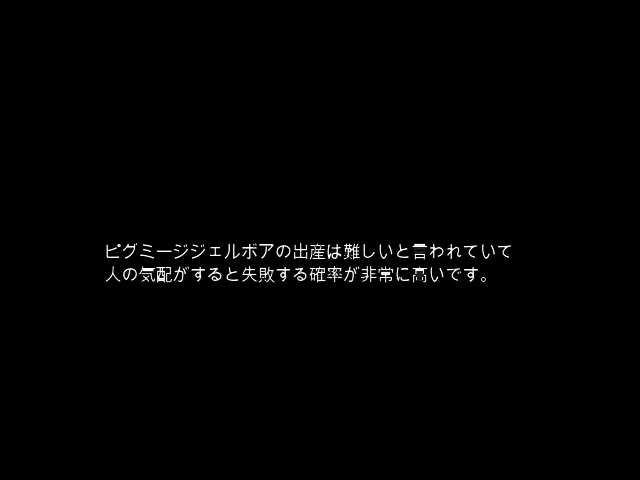 ピグミージジェルボアの出産は難しいと言われていて
人の気配がすると失敗する確率が非常に高いです。